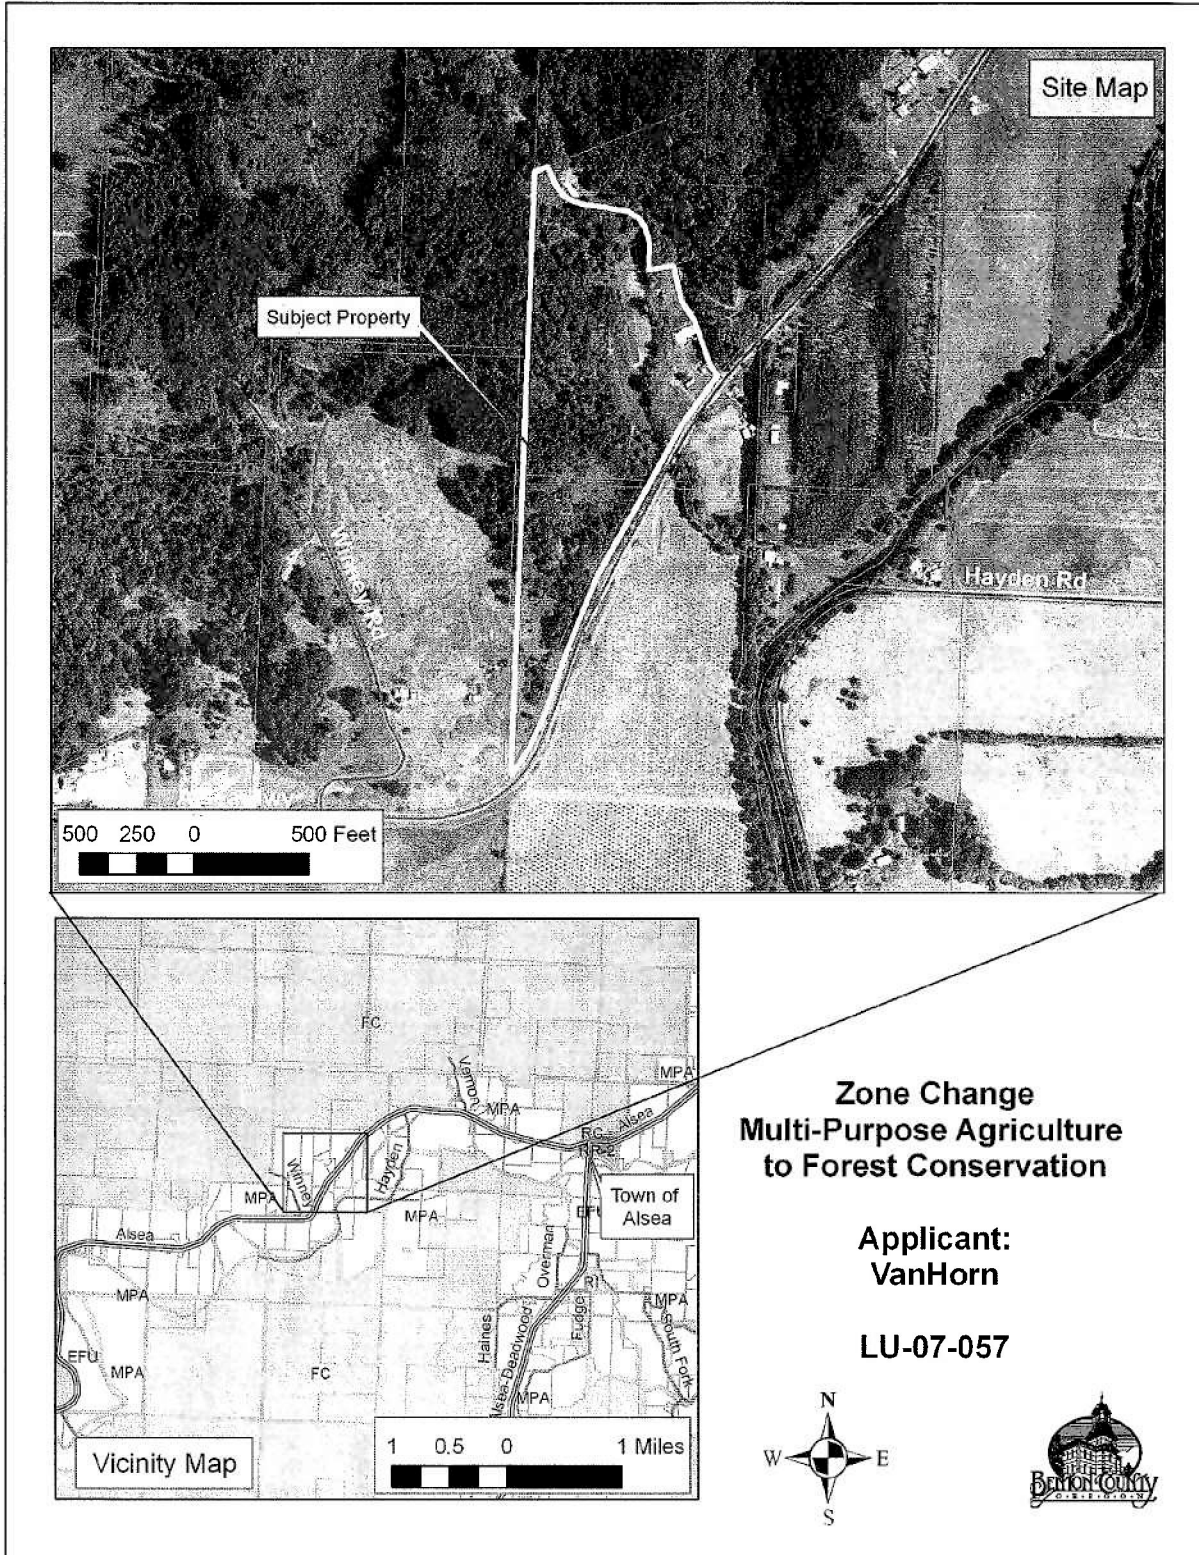 Site Map
Subject Property
Winney Rd
Hayden Rd
500 250 0 500 Feet
FC
Vernon
MPA
MPA
Alsea
RC
RR-2
Winney
Hayden
MPA
MPA
Town of
Alsea
EFU
Alsea
Overman
MPA
RI
MPA
Haines
Alsea-Deadwood
Fudge
South Fork
EFU
MPA
FC
MPA
Vicinity Map
1 0.5 0 1 Miles
Zone Change
Multi-Purpose Agriculture
to Forest Conservation
Applicant:
VanHorn
LU-07-057
N
W E
S
BENTON COUNTY
OREGON